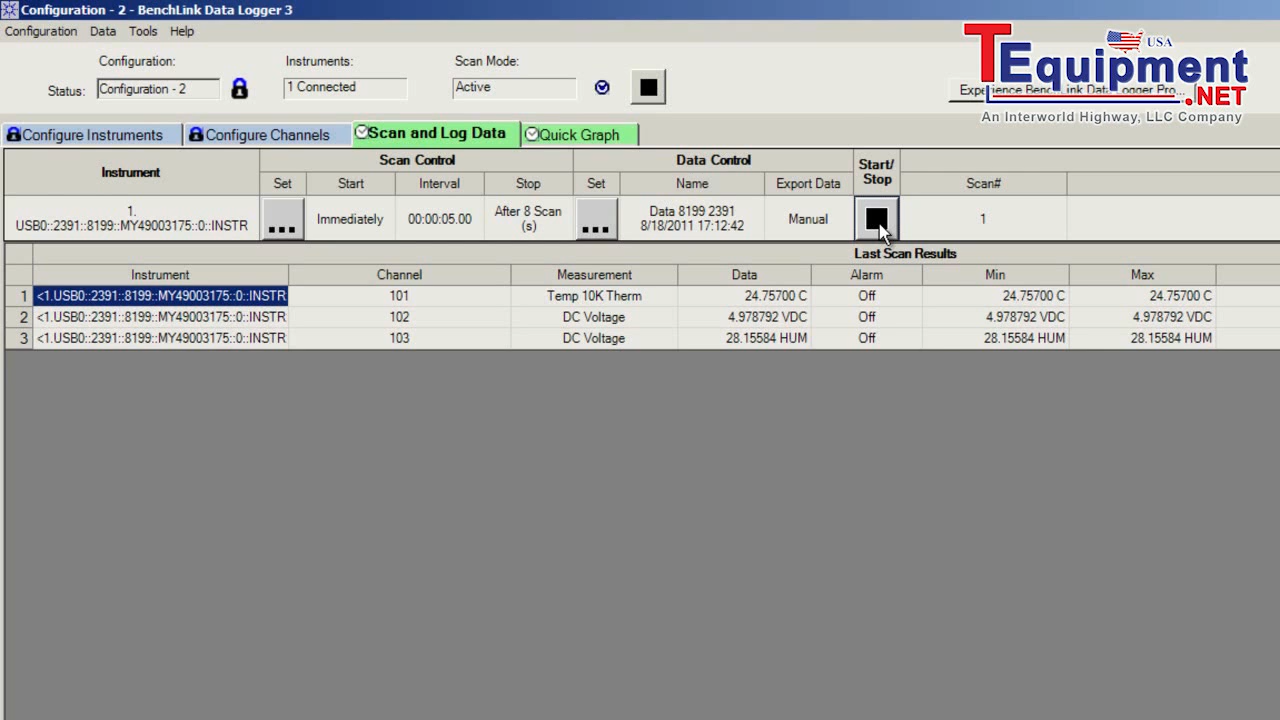 Configuration - 2 - BenchLink Data Logger 3
Configuration Data Tools Help
Configuration: Instruments: Scan Mode:
Status: Configuration - 2 1 Connected Active
Experience BenchLink Data Logger Pro...
TEquipment USA
.NET
An Interworld Highway, LLC Company
Configure Instruments Configure Channels Scan and Log Data Quick Graph
Instrument Scan Control Data Control Start/
Stop
Set Start Interval Stop Set Name Export Data Scan#
1.
USB0::2391::8199::MY49003175::0::INSTR ... Immediately 00:00:05.00 After 8 Scan
(s) ... Data 8199 2391
8/18/2011 17:12:42 Manual 1
Last Scan Results
Instrument Channel Measurement Data Alarm Min Max
1 <1.USB0::2391::8199::MY49003175::0::INSTR 101 Temp 10K Therm 24.75700 C Off 24.75700 C 24.75700 C
2 <1.USB0::2391::8199::MY49003175::0::INSTR 102 DC Voltage 4.978792 VDC Off 4.978792 VDC 4.978792 VDC
3 <1.USB0::2391::8199::MY49003175::0::INSTR 103 DC Voltage 28.15584 HUM Off 28.15584 HUM 28.15584 HUM